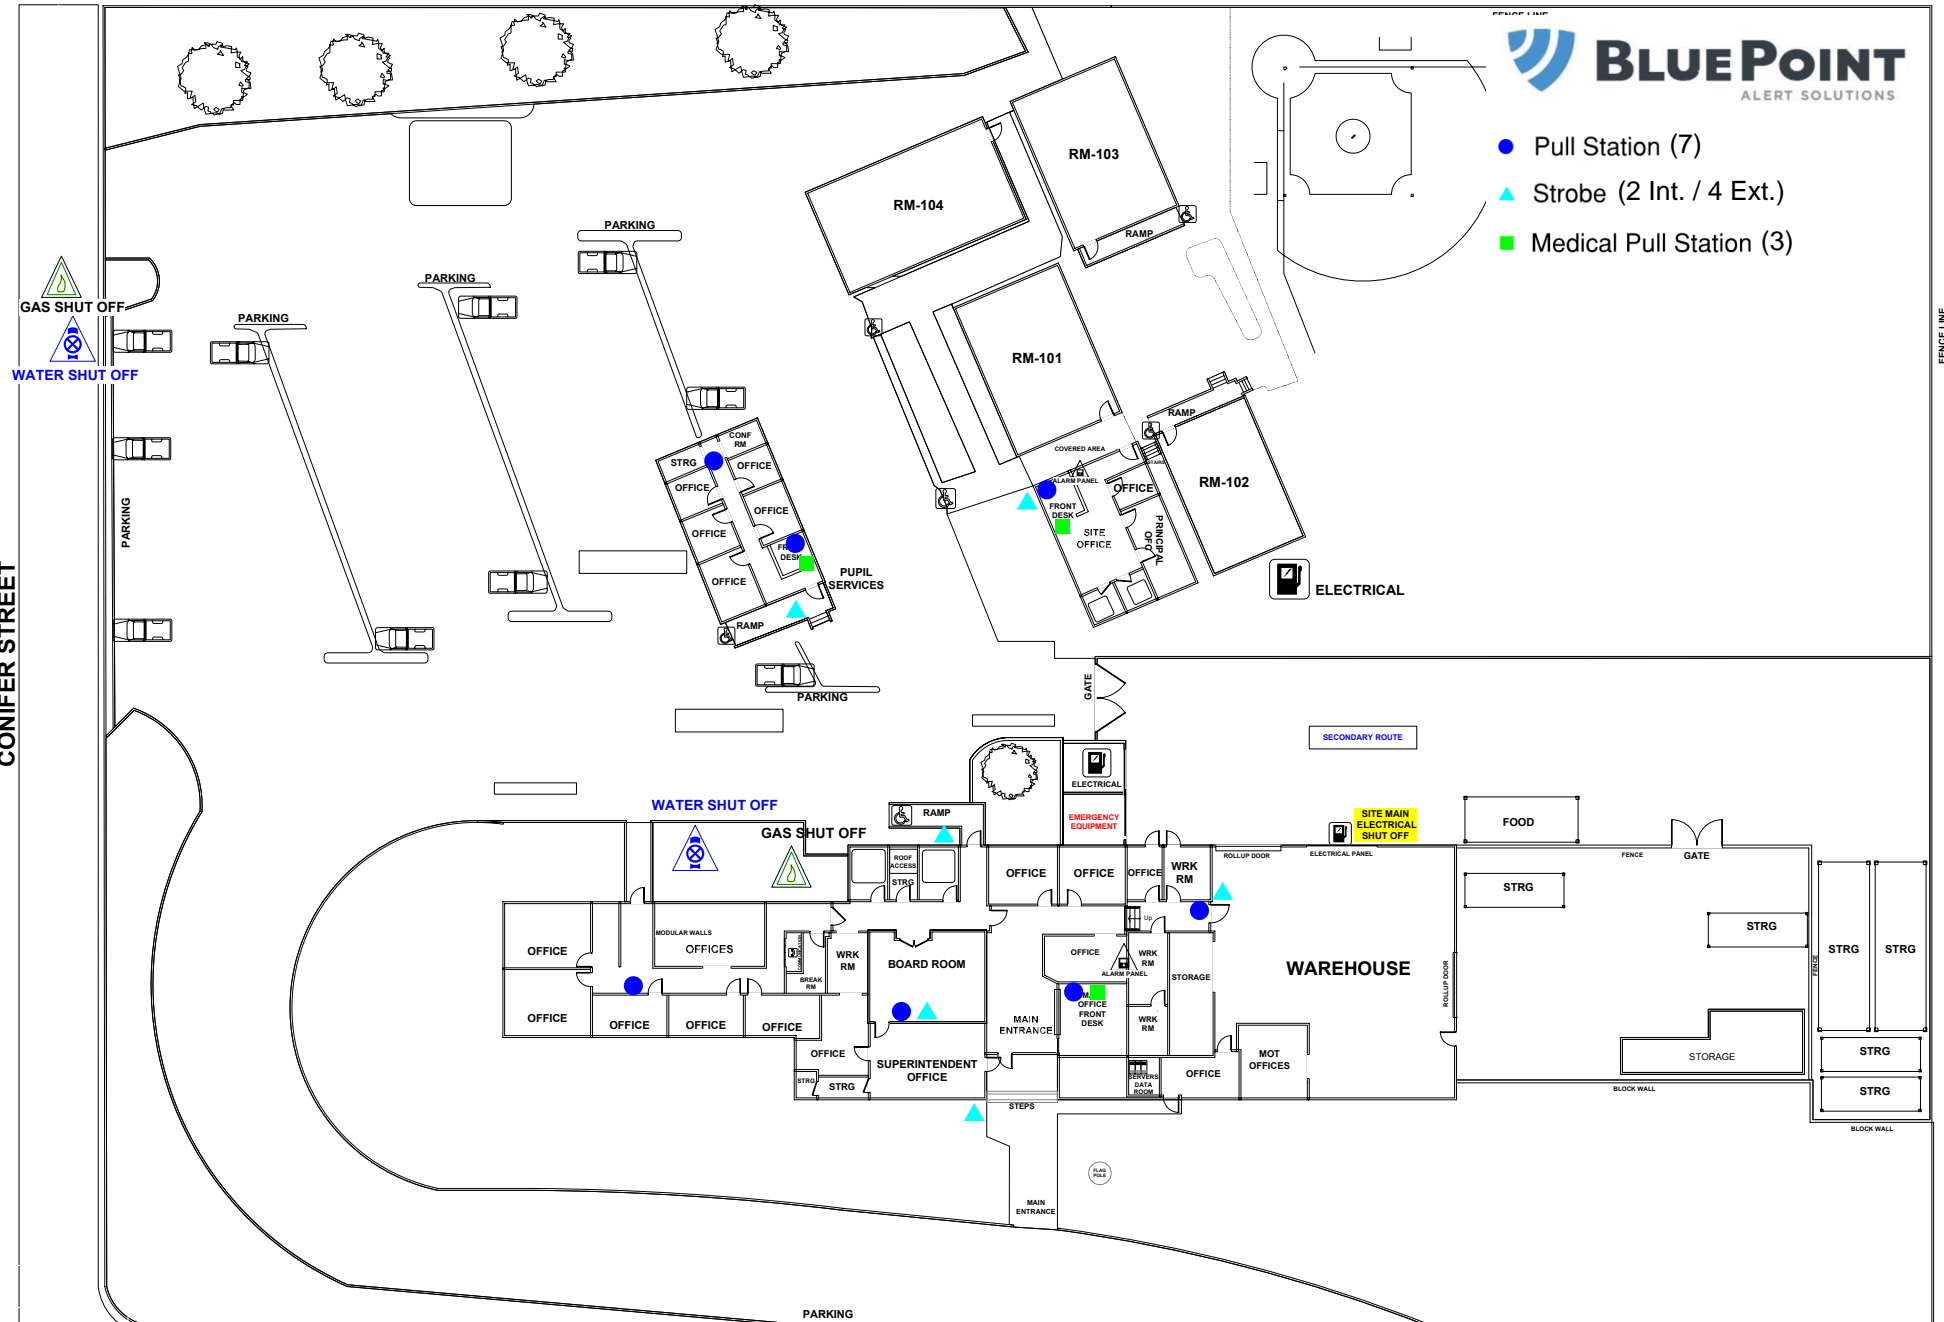 FENCE LINE
BLUEPOINT
ALERT SOLUTIONS
Pull Station (7)
Strobe (2 Int. / 4 Ext.)
Medical Pull Station (3)
RM-103
RM-104
RAMP
PARKING
PARKING
PARKING
GAS SHUT OFF
WATER SHUT OFF
FENCE LINE
RM-101
RAMP
COVERED AREA
STAIRS
RM-102
ALARM PANEL
OFFICE
FRONT
DESK
SITE
OFFICE
PRINCIPAL
OFC
ELECTRICAL
CONF
RM
STRG
OFFICE
OFFICE
OFFICE
OFFICE
DESK
OFFICE
PUPIL
SERVICES
RAMP
PARKING
PARKING
CONIFER STREET
GATE
SECONDARY ROUTE
ELECTRICAL
EMERGENCY
EQUIPMENT
WATER SHUT OFF
GAS SHUT OFF
RAMP
SITE MAIN
ELECTRICAL
SHUT OFF
FOOD
ROOF
ACCESS
STRG
OFFICE
OFFICE
OFFICE
WRK
RM
ROLLUP DOOR
ELECTRICAL PANEL
FENCE
GATE
STRG
STRG
STRG
STRG
FENCE
Up
MODULAR WALLS
OFFICES
OFFICE
BREAK
RM
WRK
RM
BOARD ROOM
OFFICE
ALARM PANEL
WRK
RM
STORAGE
WAREHOUSE
ROLLUP DOOR
OFFICE
OFFICE
OFFICE
OFFICE
OFFICE
FRONT
DESK
MAIN
ENTRANCE
WRK
RM
OFFICE
SUPERINTENDENT
OFFICE
STRG
STRG
SERVERS
DATA
ROOM
OFFICE
MOT
OFFICES
STORAGE
STRG
STRG
BLOCK WALL
BLOCK WALL
STEPS
FLAG
POLE
MAIN
ENTRANCE
PARKING